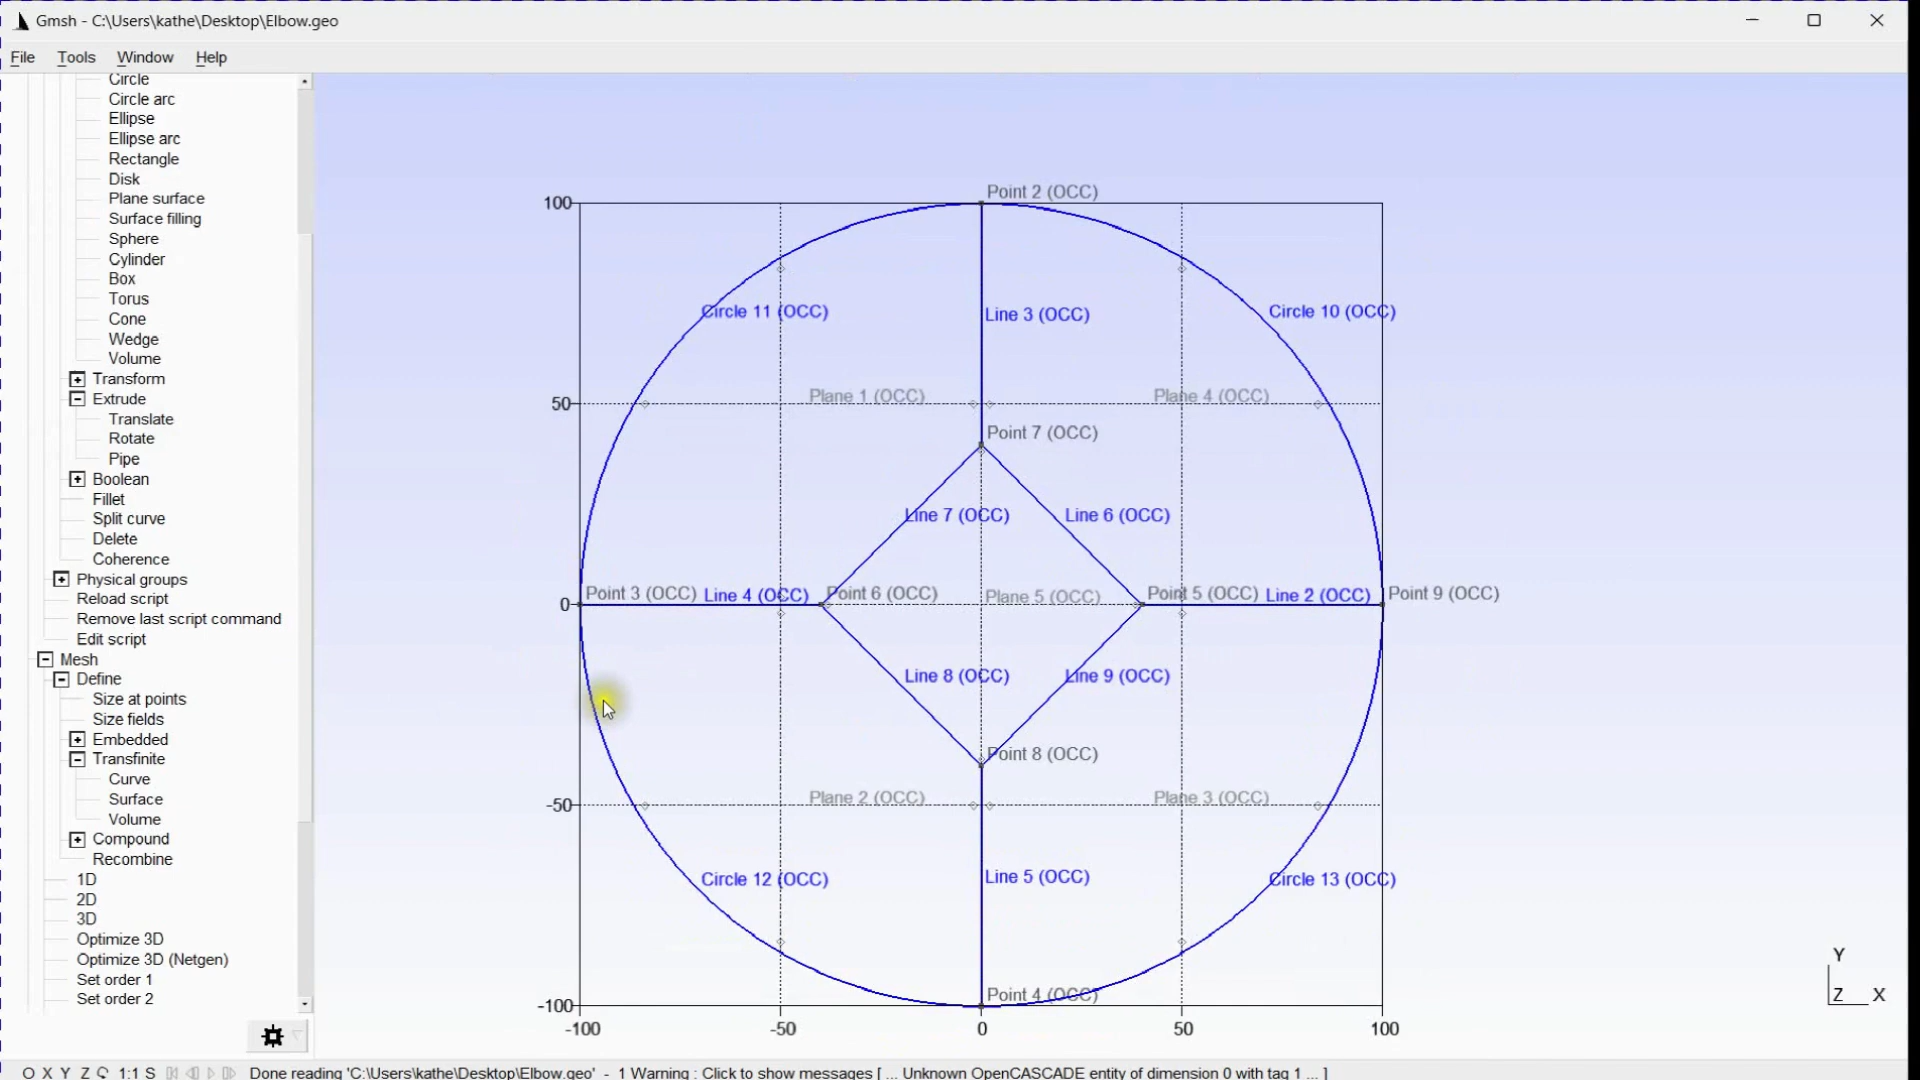 Gmsh - C:\Users\kathe\Desktop\Elbow.geo
File Tools Window Help
Circle
Circle arc
Ellipse
Ellipse arc
Rectangle
Disk
Plane surface
Surface filling
Sphere
Cylinder
Box
Torus
Cone
Wedge
Volume
Transform
Extrude
Translate
Rotate
Pipe
Boolean
Fillet
Split curve
Delete
Coherence
Physical groups
Reload script
Remove last script command
Edit script
Mesh
Define
Size at points
Size fields
Embedded
Transfinite
Curve
Surface
Volume
Compound
Recombine
1D
2D
3D
Optimize 3D
Optimize 3D (Netgen)
Set order 1
Set order 2
Point 2 (OCC)
100
Circle 11 (OCC) Line 3 (OCC) Circle 10 (OCC)
Plane 1 (OCC) Plane 4 (OCC)
50
Point 7 (OCC)
Line 7 (OCC) Line 6 (OCC)
0 Point 3 (OCC) Line 4 (OCC) Point 6 (OCC) Plane 5 (OCC) Point 5 (OCC) Line 2 (OCC) Point 9 (OCC)
Line 8 (OCC) Line 9 (OCC)
Point 8 (OCC)
-50 Plane 2 (OCC) Plane 3 (OCC)
Circle 12 (OCC) Line 5 (OCC) Circle 13 (OCC)
Point 4 (OCC)
-100
-100 -50 0 50 100
Y
Z X
O X Y Z 1:1 S Done reading 'C:\Users\kathe\Desktop\Elbow.geo' - 1 Warning : Click to show messages [ ... Unknown OpenCASCADE entity of dimension 0 with tag 1 ... ]